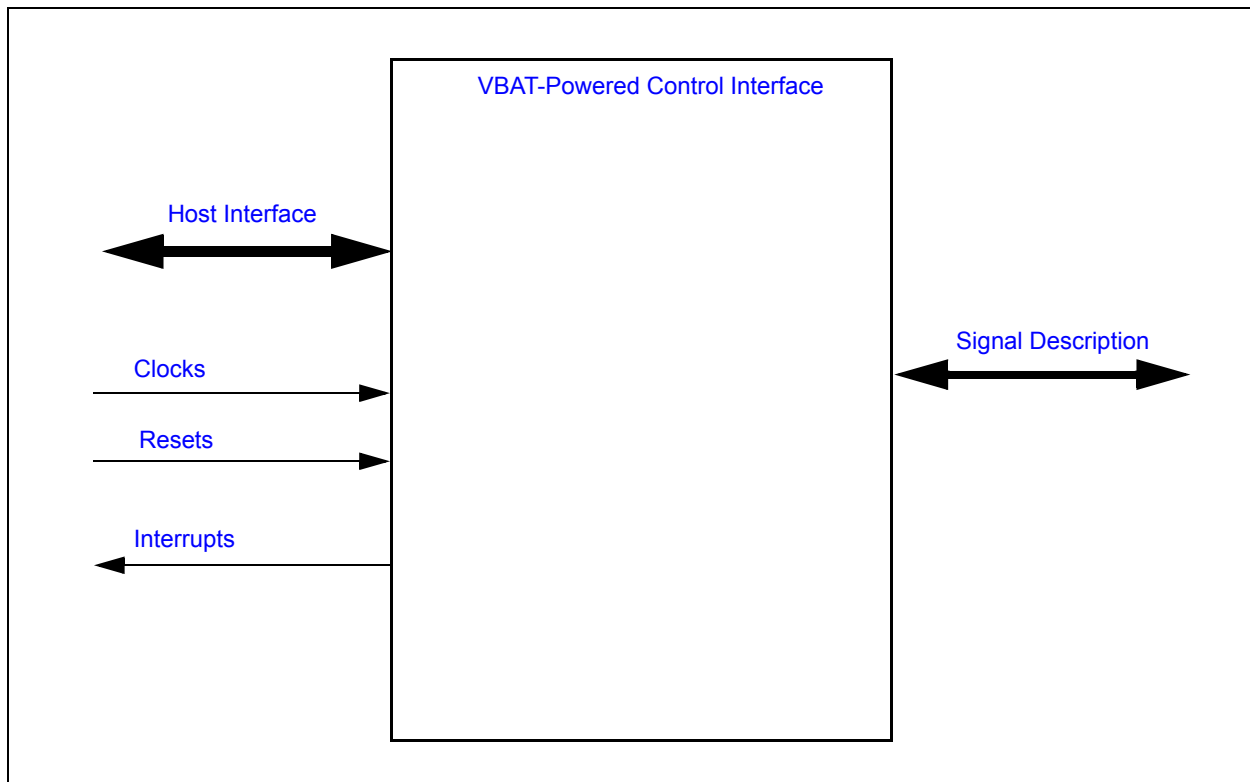 VBAT-Powered Control Interface
Host Interface
Signal Description
Clocks
Resets
Interrupts